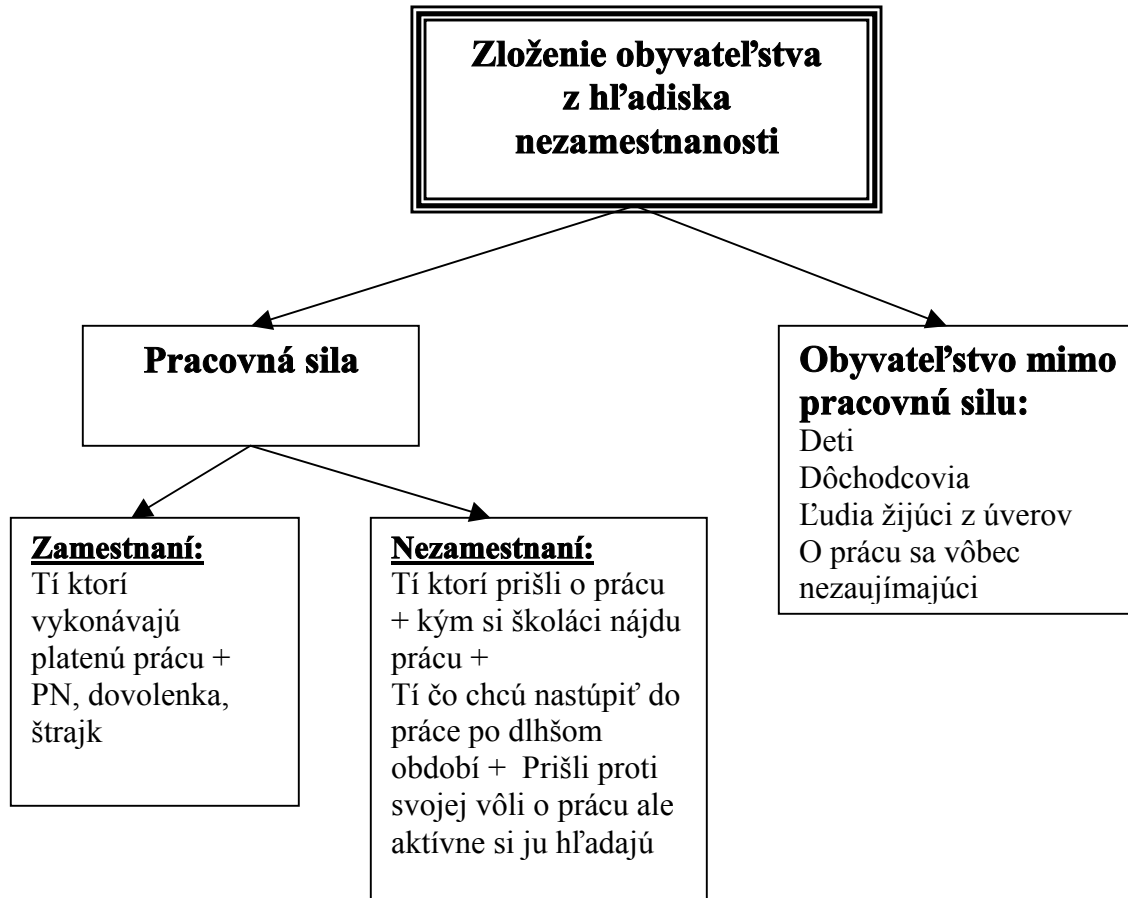 Zloženie obyvateľstva
z hľadiska
nezamestnanosti
Pracovná sila
Obyvateľstvo mimo
pracovnú silu:
Deti
Dôchodcovia
Ľudia žijúci z úverov
O prácu sa vôbec
nezaujímajúci
Zamestnaní:
Tí ktorí
vykonávajú
platenú prácu +
PN, dovolenka,
štrajk
Nezamestnaní:
Tí ktorí prišli o prácu
+ kým si školáci nájdu
prácu +
Tí čo chcú nastúpiť do
práce po dlhšom
období +  Prišli proti
svojej vôli o prácu ale
aktívne si ju hľadajú